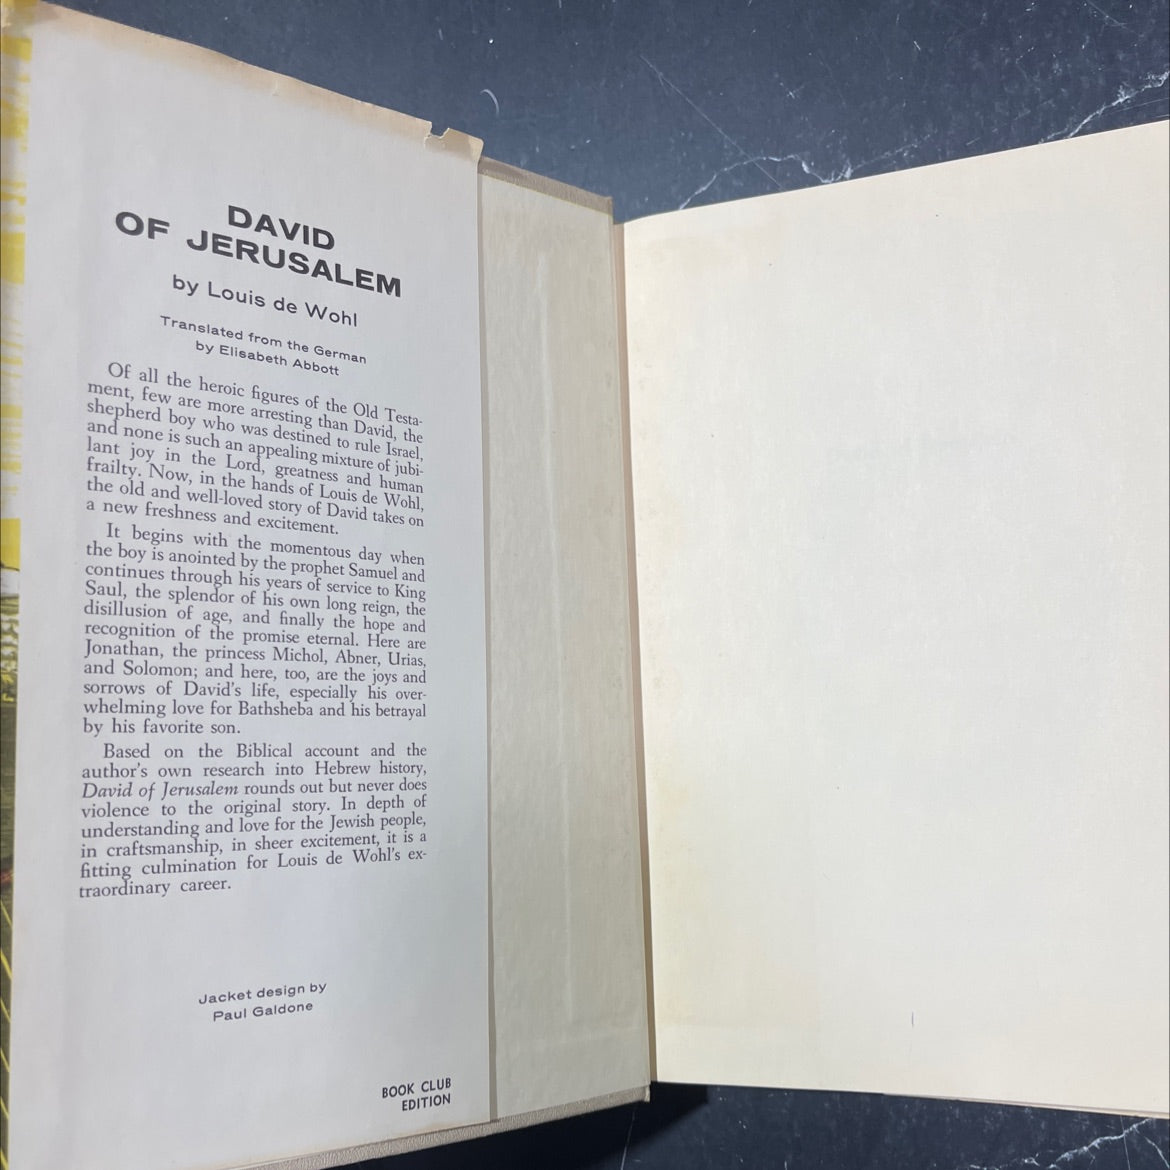 DAVID
OF JERUSALEM
by Louis de Wohl
Translated from the German
by Elisabeth Abbott
Of all the heroic figures of the Old Testa-
ment, few are more arresting than David, the
shepherd boy who was destined to rule Israel,
and none is such an appealing mixture of jubi-
lant joy in the Lord, greatness and human
frailty. Now, in the hands of Louis de Wohl,
the old and well-loved story of David takes on
a new freshness and excitement.
It begins with the momentous day when
the boy is anointed by the prophet Samuel and
continues through his years of service to King
Saul, the splendor of his own long reign, the
disillusion of age, and finally the hope and
recognition of the promise eternal. Here are
Jonathan, the princess Michol, Abner, Urias,
and Solomon; and here, too, are the joys and
sorrows of David's life, especially his over-
whelming love for Bathsheba and his betrayal
by his favorite son.
Based on the Biblical account and the
author's own research into Hebrew history,
David of Jerusalem rounds out but never does
violence to the original story. In depth of
understanding and love for the Jewish people,
in craftsmanship, in sheer excitement, it is a
fitting culmination for Louis de Wohl's ex-
traordinary career.
Jacket design by
Paul Galdone
BOOK CLUB
EDITION